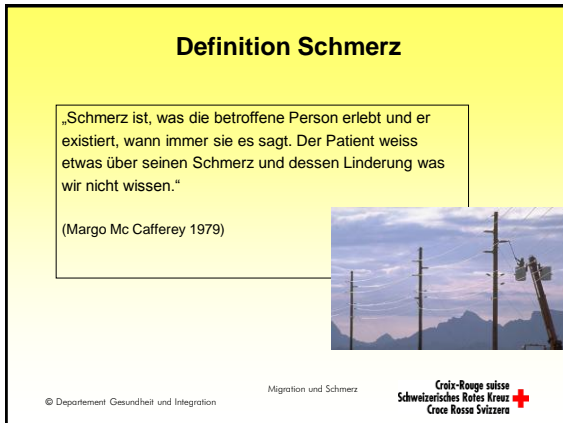 Definition Schmerz
„Schmerz ist, was die betroffene Person erlebt und er
existiert, wann immer sie es sagt. Der Patient weiss
etwas über seinen Schmerz und dessen Linderung was
wir nicht wissen.“
(Margo Mc Cafferey 1979)
Migration und Schmerz
© Departement Gesundheit und Integration
Croix-Rouge suisse
Schweizerisches Rotes Kreuz
Croce Rossa Svizzera